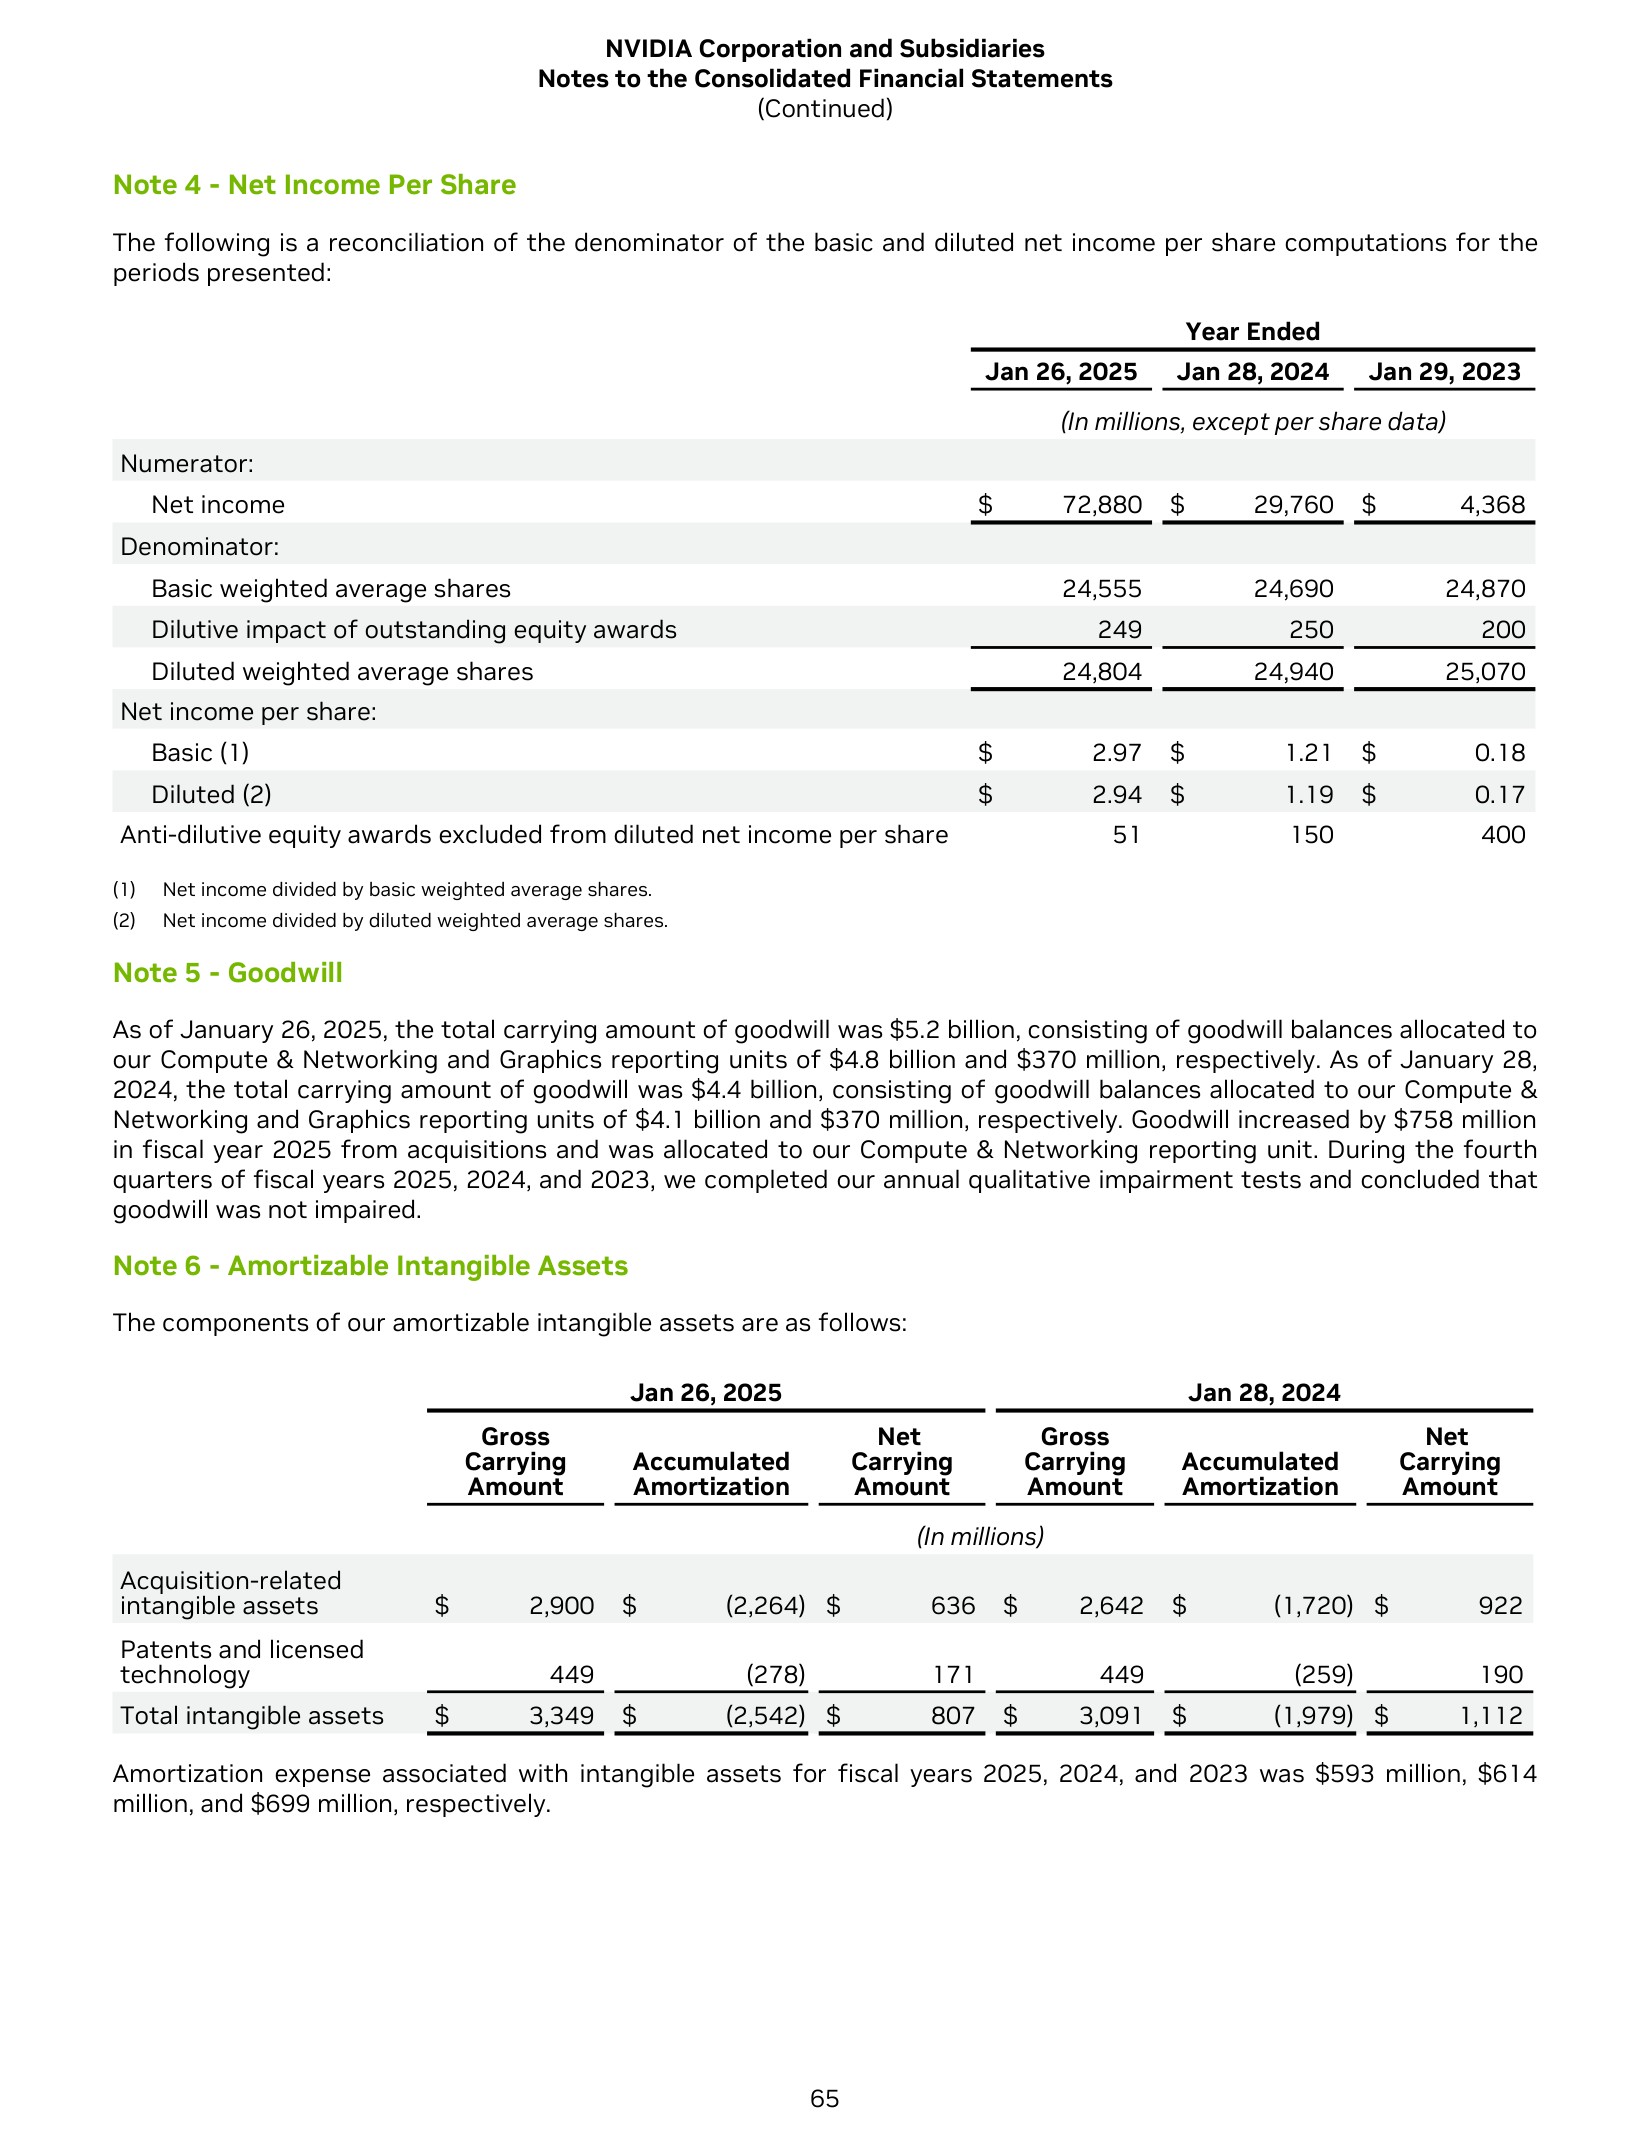 NVIDIA Corporation and Subsidiaries
Notes to the Consolidated Financial Statements
(Continued)
Note 4 - Net Income Per Share
The following is a reconciliation of the denominator of the basic and diluted net income per share computations for the
periods presented:
Year Ended
Jan 26, 2025 Jan 28, 2024 Jan 29, 2023
(In millions, except per share data)
Numerator:
Net income $ 72,880 $ 29,760 $ 4,368
Denominator:
Basic weighted average shares 24,555 24,690 24,870
Dilutive impact of outstanding equity awards 249 250 200
Diluted weighted average shares 24,804 24,940 25,070
Net income per share:
Basic (1) $ 2.97 $ 1.21 $ 0.18
Diluted (2) $ 2.94 $ 1.19 $ 0.17
Anti-dilutive equity awards excluded from diluted net income per share 51 150 400
(1) Net income divided by basic weighted average shares.
(2) Net income divided by diluted weighted average shares.
Note 5 - Goodwill
As of January 26, 2025, the total carrying amount of goodwill was $5.2 billion, consisting of goodwill balances allocated to
our Compute & Networking and Graphics reporting units of $4.8 billion and $370 million, respectively. As of January 28,
2024, the total carrying amount of goodwill was $4.4 billion, consisting of goodwill balances allocated to our Compute &
Networking and Graphics reporting units of $4.1 billion and $370 million, respectively. Goodwill increased by $758 million
in fiscal year 2025 from acquisitions and was allocated to our Compute & Networking reporting unit. During the fourth
quarters of fiscal years 2025, 2024, and 2023, we completed our annual qualitative impairment tests and concluded that
goodwill was not impaired.
Note 6 - Amortizable Intangible Assets
The components of our amortizable intangible assets are as follows:
Jan 26, 2025 Jan 28, 2024
Gross Net Gross Net
Carrying Accumulated Carrying Carrying Accumulated Carrying
Amount Amortization Amount Amount Amortization Amount
(In millions)
Acquisition-related
intangible assets $ 2,900 $ (2,264) $ 636 $ 2,642 $ (1,720) $ 922
Patents and licensed
technology 449 (278) 171 449 (259) 190
Total intangible assets $ 3,349 $ (2,542) $ 807 $ 3,091 $ (1,979) $ 1,112
Amortization expense associated with intangible assets for fiscal years 2025, 2024, and 2023 was $593 million, $614
million, and $699 million, respectively.
65